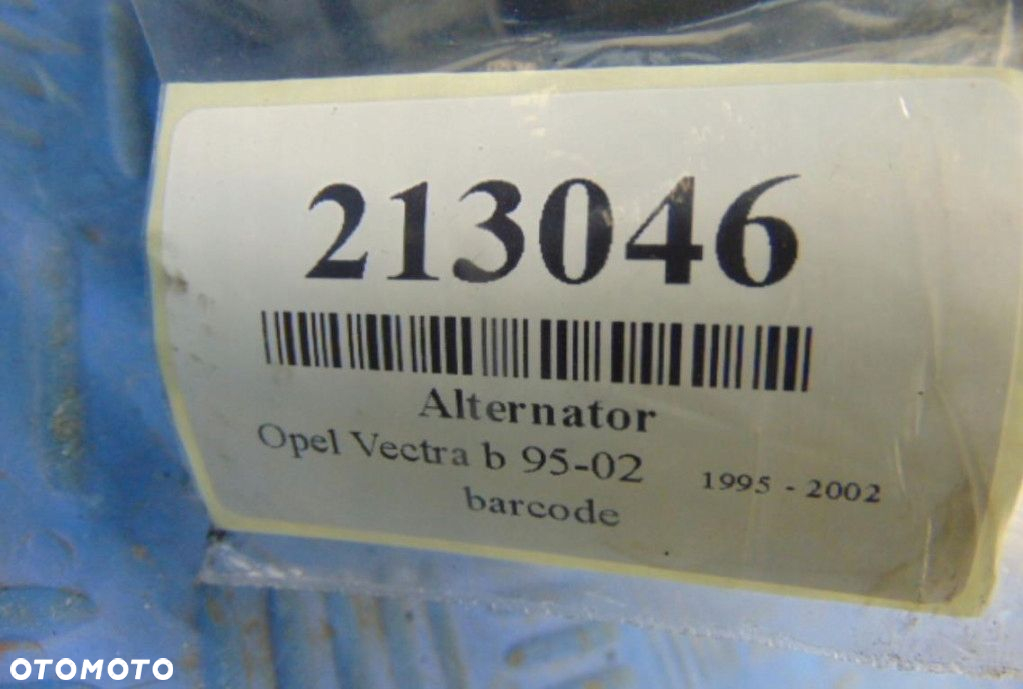 213046
Alternator
Opel Vectra b 95-02 1995 - 2002
barcode
OTOMOTO